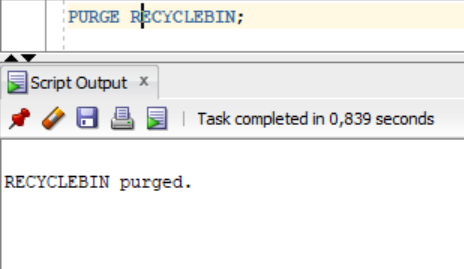 PURGE RECYCLEBIN;
Script Output x
Task completed in 0,839 seconds
RECYCLEBIN purged.